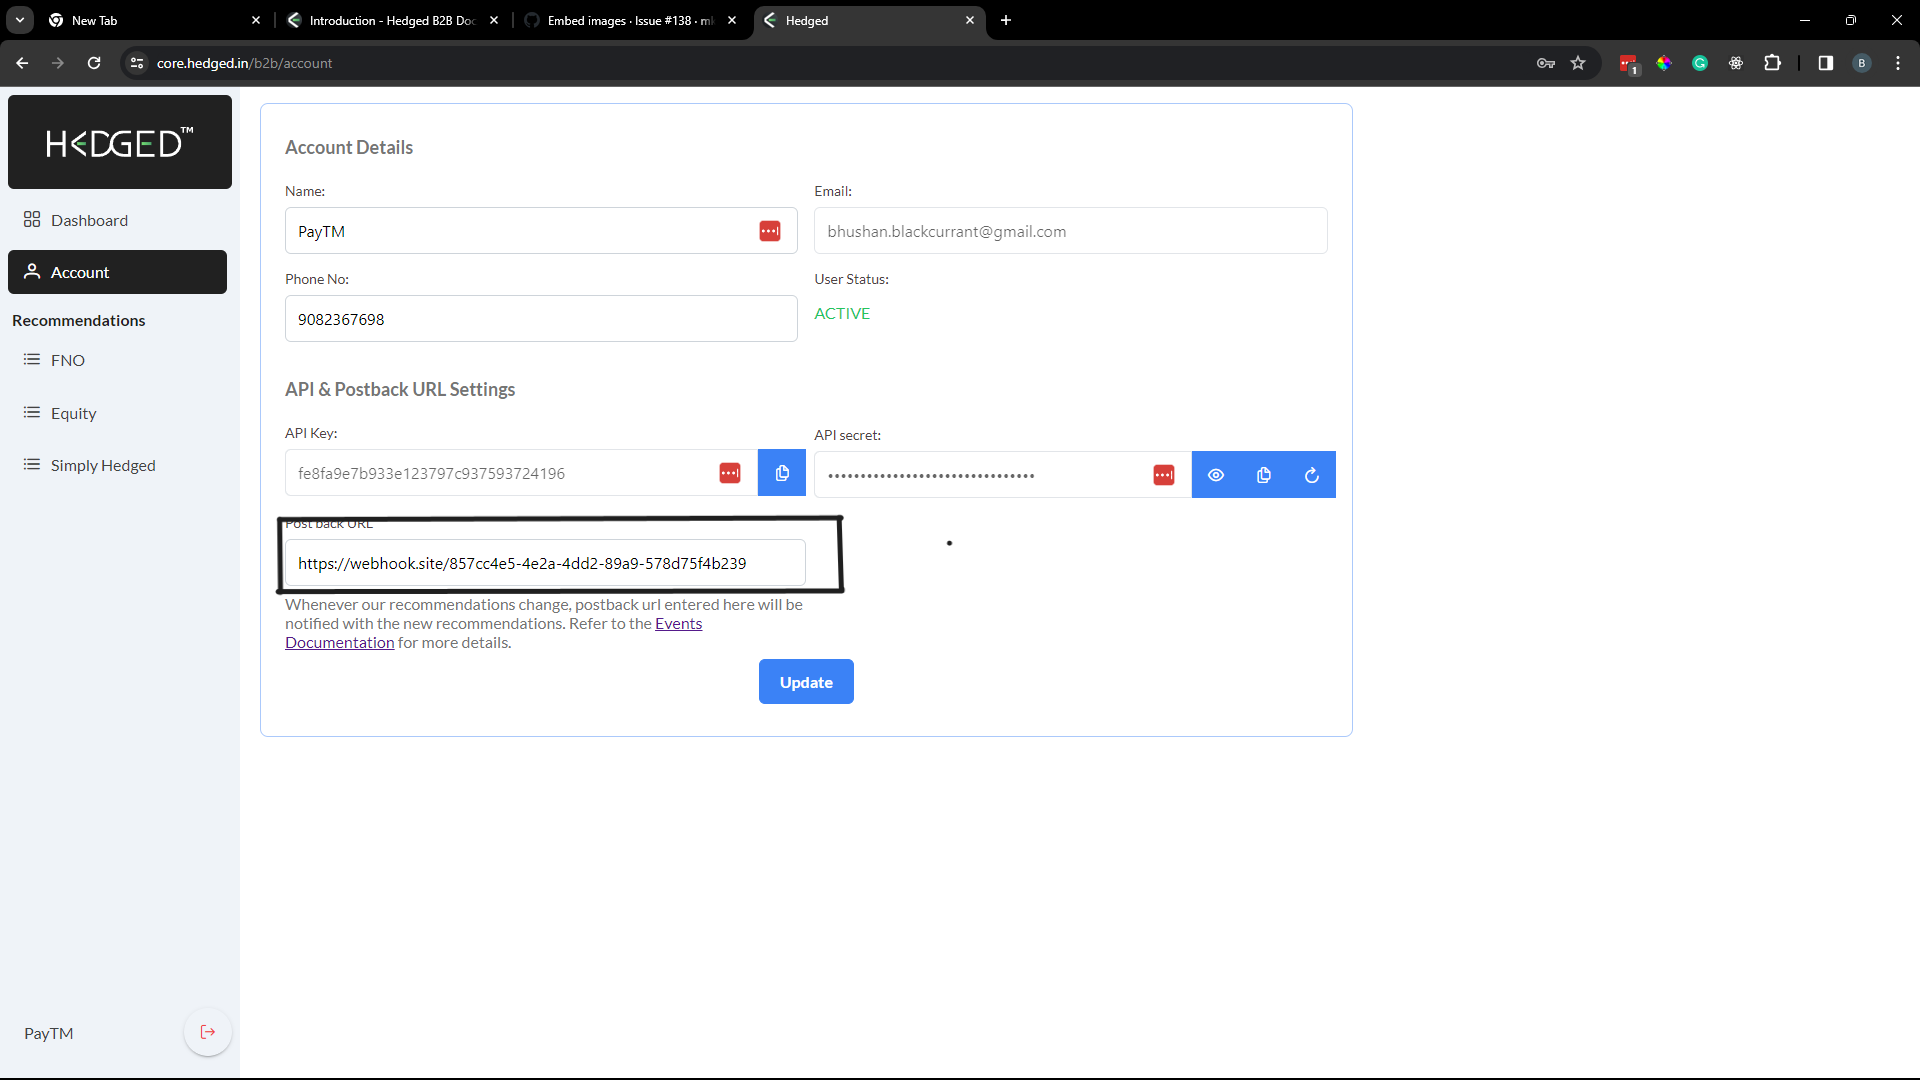 New Tab
Introduction - Hedged B2B Doc
Embed images · Issue #138 · ml
Hedged
core.hedged.in/b2b/account
1
B
HEDGED™
Dashboard
Account
Recommendations
FNO
Equity
Simply Hedged
PayTM
Account Details
Name:
PayTM
Email:
bhushan.blackcurrant@gmail.com
Phone No:
9082367698
User Status:
ACTIVE
API & Postback URL Settings
API Key:
fe8fa9e7b933e123797c937593724196
API secret:
Post back URL
https://webhook.site/857cc4e5-4e2a-4dd2-89a9-578d75f4b239
Whenever our recommendations change, postback url entered here will be
notified with the new recommendations. Refer to the Events
Documentation for more details.
Update